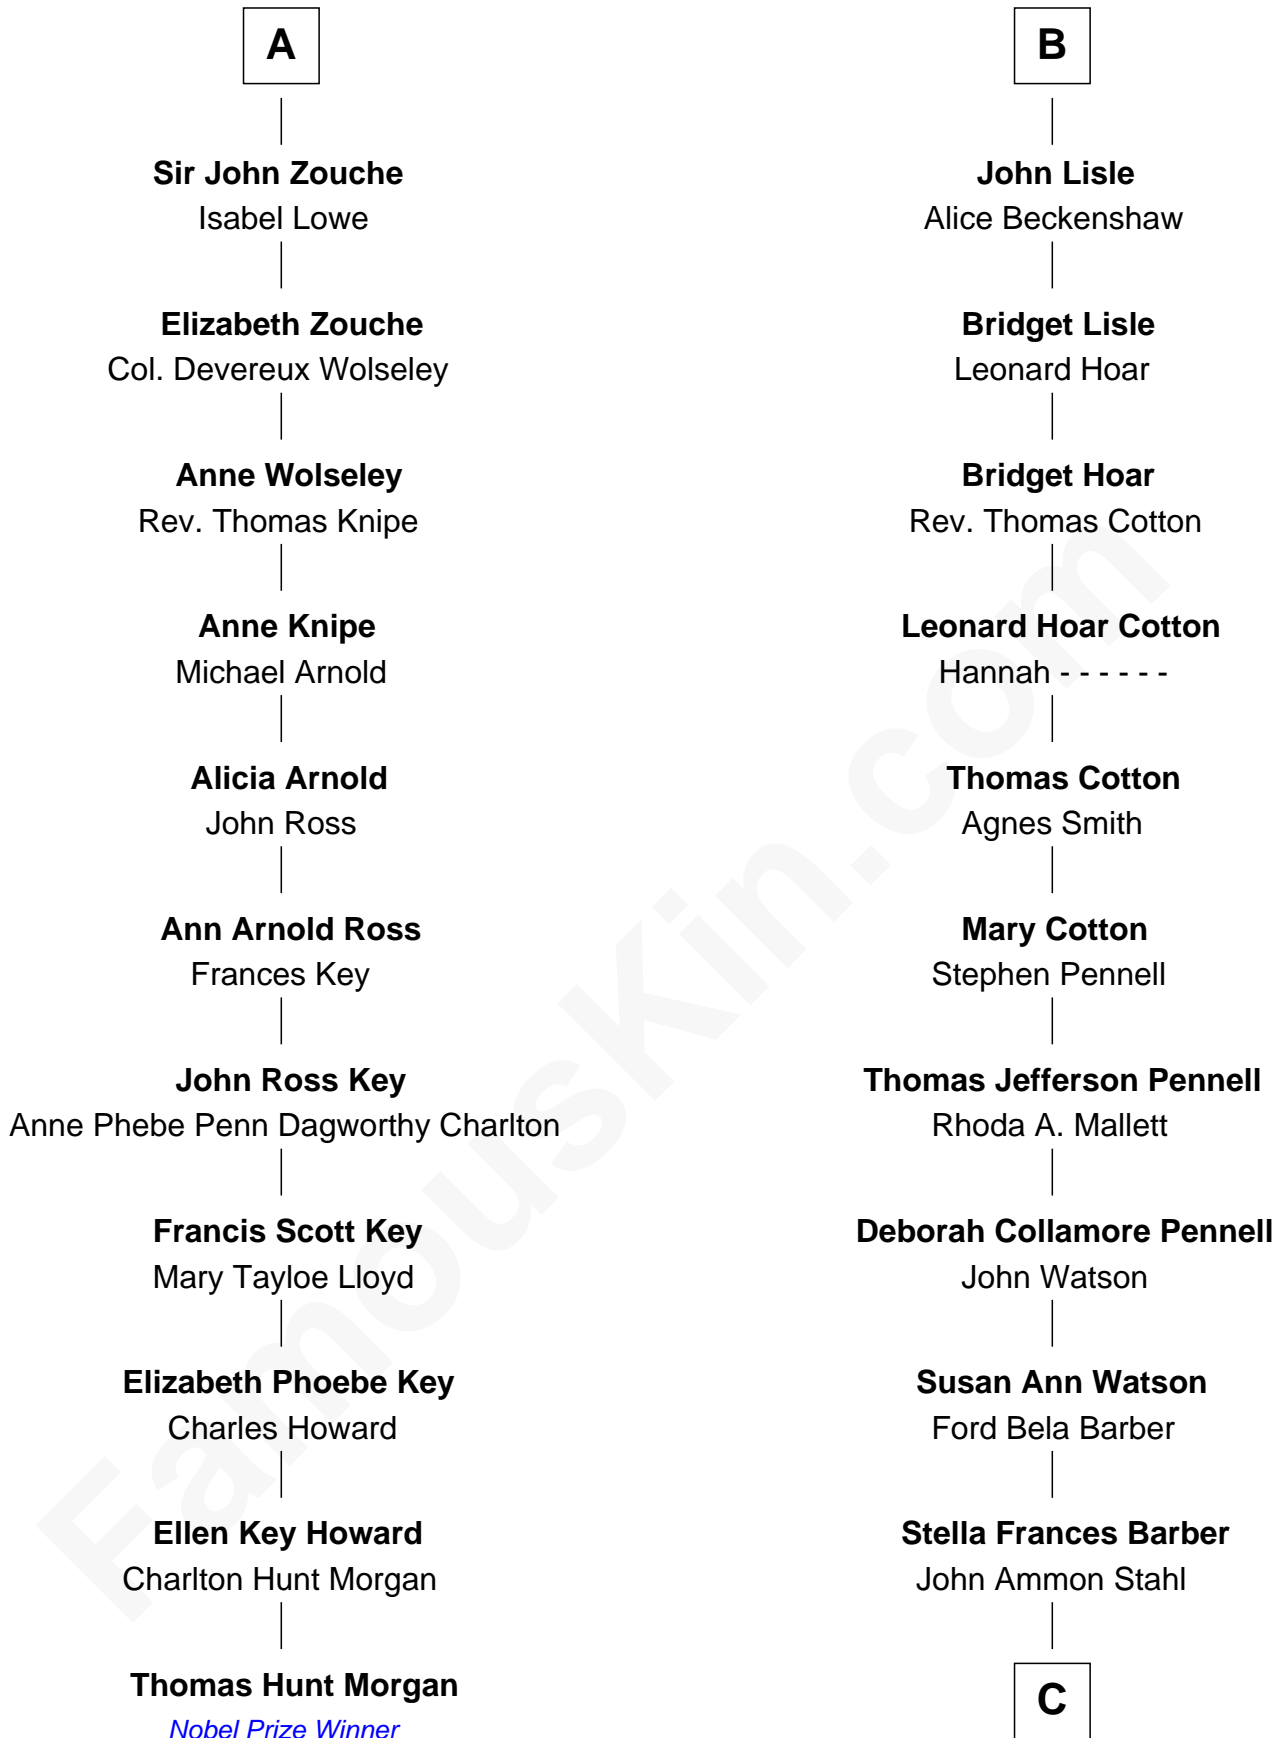 A
Sir John Zouche
Isabel Lowe
Elizabeth Zouche
Col. Devereux Wolseley
Anne Wolseley
Rev. Thomas Knipe
Anne Knipe
Michael Arnold
Alicia Arnold
John Ross
Ann Arnold Ross
Frances Key
John Ross Key
Anne Phebe Penn Dagworthy Charlton
Francis Scott Key
Mary Tayloe Lloyd
Elizabeth Phoebe Key
Charles Howard
Ellen Key Howard
Charlton Hunt Morgan
Thomas Hunt Morgan
Nobel Prize Winner
B
John Lisle
Alice Beckenshaw
Bridget Lisle
Leonard Hoar
Bridget Hoar
Rev. Thomas Cotton
Leonard Hoar Cotton
Hannah - - - - - -
Thomas Cotton
Agnes Smith
Mary Cotton
Stephen Pennell
Thomas Jefferson Pennell
Rhoda A. Mallett
Deborah Collamore Pennell
John Watson
Susan Ann Watson
Ford Bela Barber
Stella Frances Barber
John Ammon Stahl
C
FamousKin.com